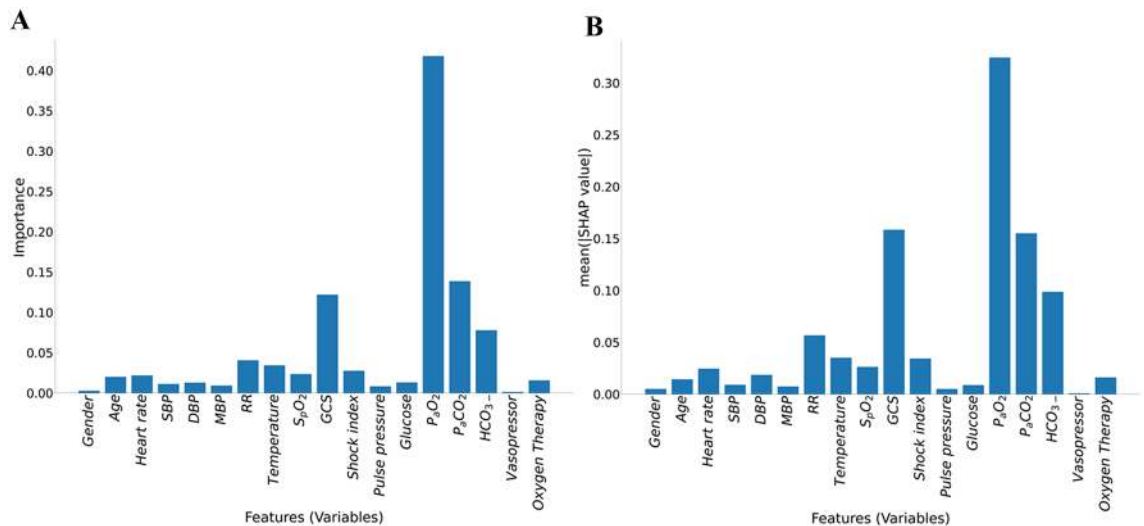 A
Importance
0.40
0.35
0.30
0.25
0.20
0.15
0.10
0.05
0.00
Gender
Age
Heart rate
SBP
DBP
MBP
RR
Temperature
SpO2
GCS
Shock index
Pulse pressure
Glucose
PaO2
PaCO2
HCO3−
Vasopressor
Oxygen Therapy
Features (Variables)
B
mean(|SHAP value|)
0.30
0.25
0.20
0.15
0.10
0.05
0.00
Gender
Age
Heart rate
SBP
DBP
MBP
RR
Temperature
SpO2
GCS
Shock index
Pulse pressure
Glucose
PaO2
PaCO2
HCO3−
Vasopressor
Oxygen Therapy
Features (Variables)